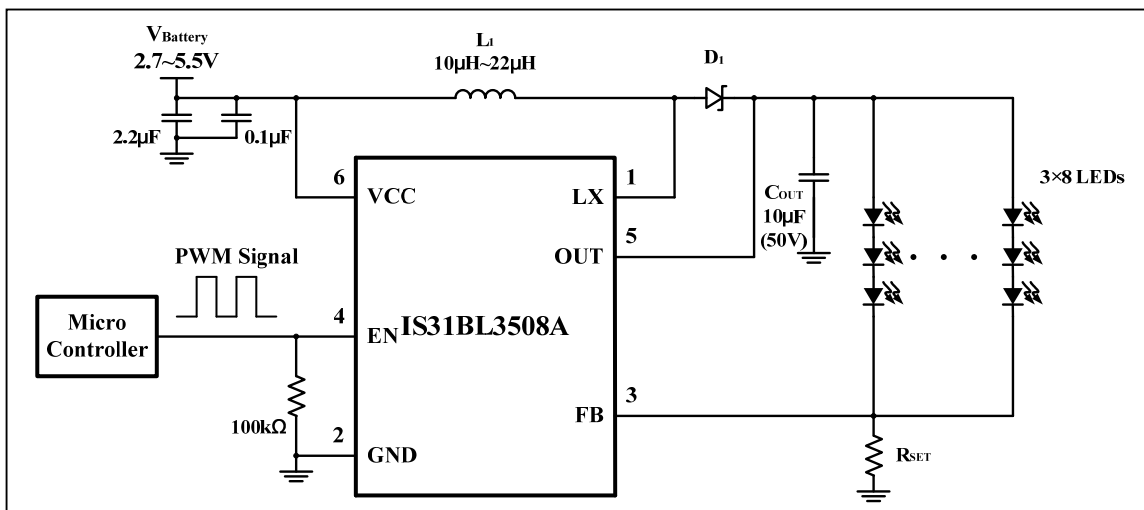 VBattery
2.7~5.5V
L1
10µH~22µH
D1
2.2µF
0.1µF
6
VCC
1
LX
COUT
10µF
(50V)
3×8 LEDs
5
OUT
PWM Signal
Micro
Controller
4
EN
IS31BL3508A
100kΩ
3
FB
2
GND
RSET